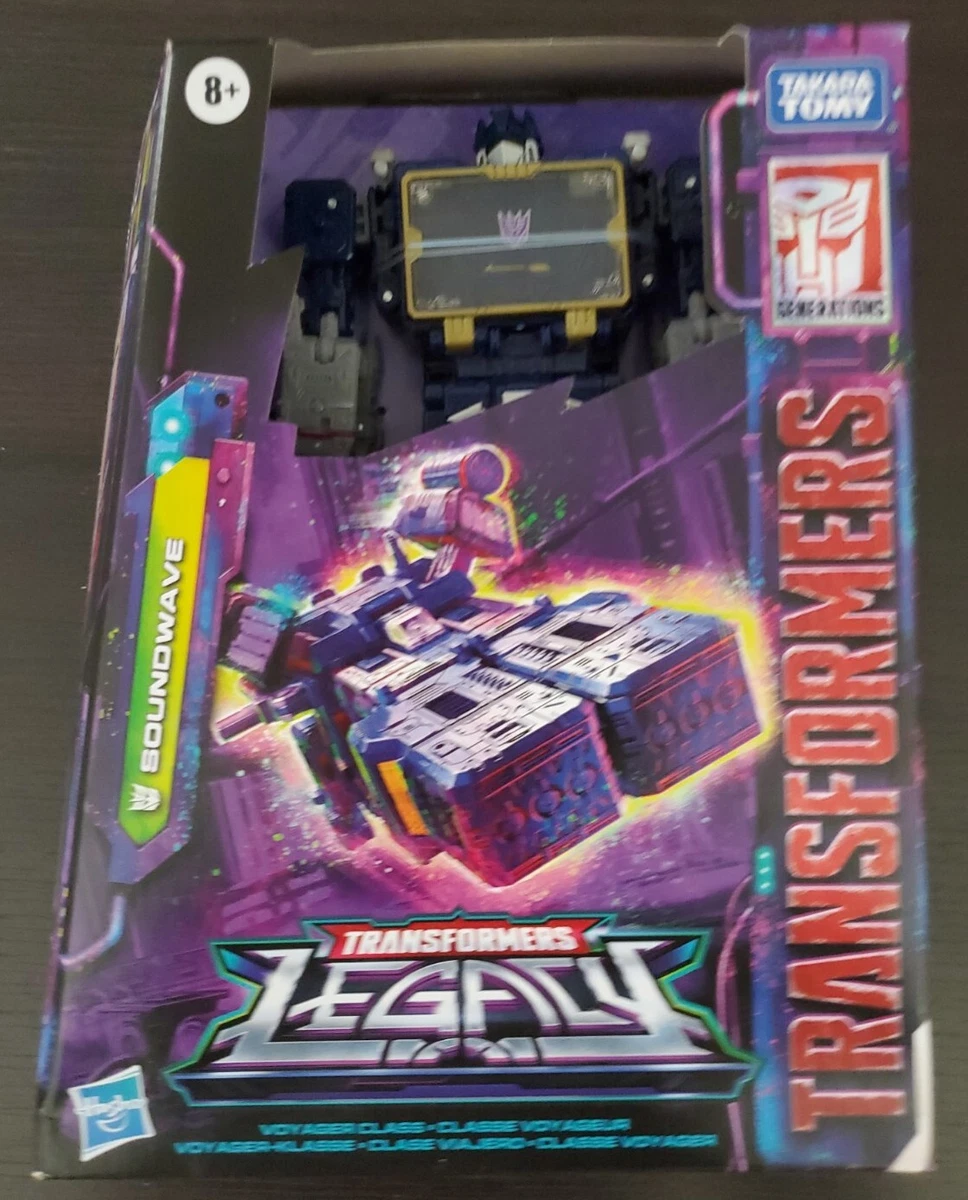 8+
TAKARA
TOMY
GENERATIONS
TRANSFORMERS
SOUNDWAVE
TRANSFORMERS
LEGACY
Hasbro
VOYAGER CLASS • CLASSE VOYAGEUR
VOYAGER-KLASSE • CLASE VIAJERO • CLASSE VOYAGER